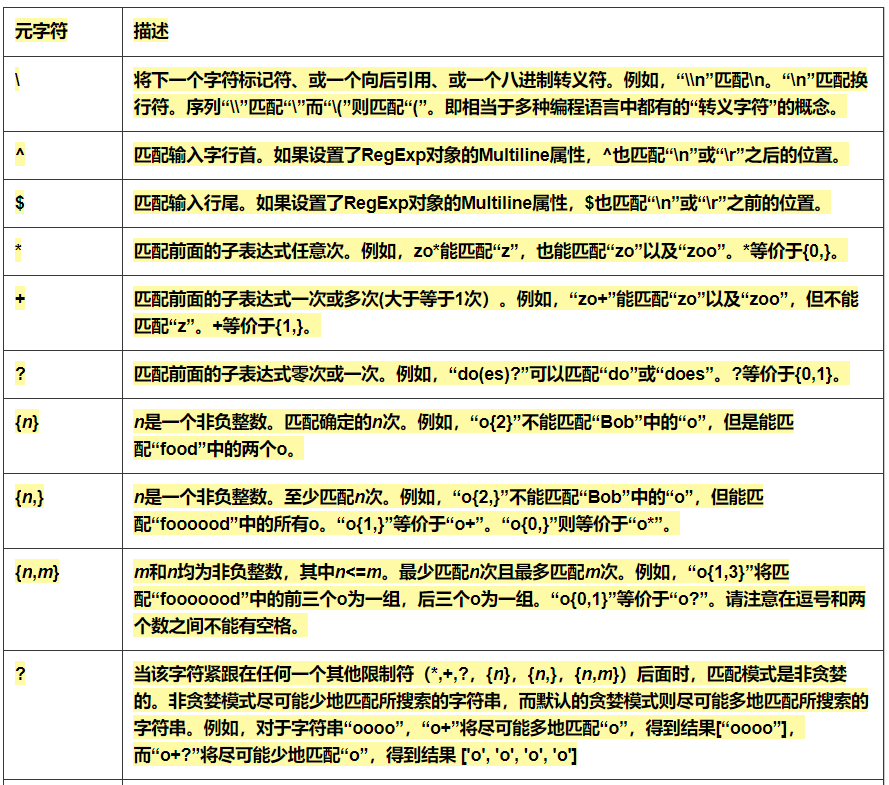 元字符 描述
\ 将下一个字符标记符、或一个向后引用、或一个八进制转义符。例如，“\\n”匹配\n。“\n”匹配换
行符。序列“\\”匹配“\”而“\(”则匹配“(”。即相当于多种编程语言中都有的“转义字符”的概念。
^ 匹配输入字行首。如果设置了RegExp对象的Multiline属性，^也匹配“\n”或“\r”之后的位置。
$ 匹配输入行尾。如果设置了RegExp对象的Multiline属性，$也匹配“\n”或“\r”之前的位置。
* 匹配前面的子表达式任意次。例如，zo*能匹配“z”，也能匹配“zo”以及“zoo”。*等价于{0,}。
+ 匹配前面的子表达式一次或多次(大于等于1次）。例如，“zo+”能匹配“zo”以及“zoo”，但不能
匹配“z”。+等价于{1,}。
? 匹配前面的子表达式零次或一次。例如，“do(es)?”可以匹配“do”或“does”。?等价于{0,1}。
{n} n是一个非负整数。匹配确定的n次。例如，“o{2}”不能匹配“Bob”中的“o”，但是能匹
配“food”中的两个o。
{n,} n是一个非负整数。至少匹配n次。例如，“o{2,}”不能匹配“Bob”中的“o”，但能匹
配“foooood”中的所有o。“o{1,}”等价于“o+”。“o{0,}”则等价于“o*”。
{n,m} m和n均为非负整数，其中n<=m。最少匹配n次且最多匹配m次。例如，“o{1,3}”将匹
配“fooooood”中的前三个o为一组，后三个o为一组。“o{0,1}”等价于“o?”。请注意在逗号和两
个数之间不能有空格。
? 当该字符紧跟在任何一个其他限制符（*,+,?，{n}，{n,}，{n,m}）后面时，匹配模式是非贪婪
的。非贪婪模式尽可能少地匹配所搜索的字符串，而默认的贪婪模式则尽可能多地匹配所搜索的
字符串。例如，对于字符串“oooo”，“o+”将尽可能多地匹配“o”，得到结果[“oooo”]，
而“o+?”将尽可能少地匹配“o”，得到结果 ['o', 'o', 'o', 'o']